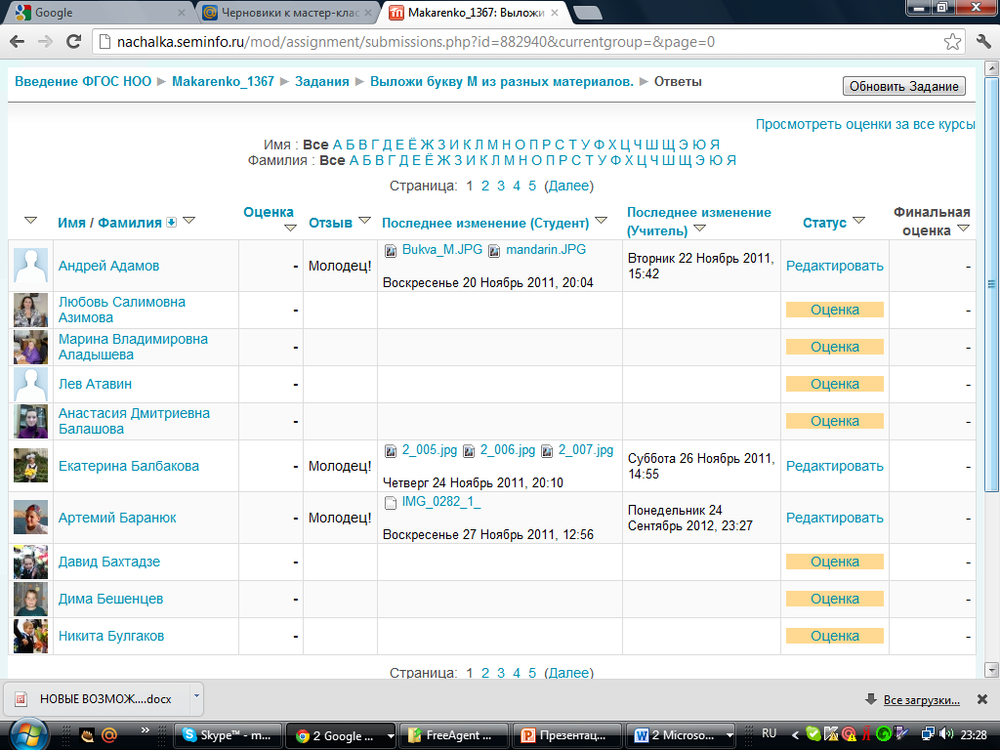 Google
Черновики к мастер-клас
Makarenko_1367: Выложи
nachalka.seminfo.ru/mod/assignment/submissions.php?id=882940&currentgroup=&page=0
Введение ФГОС НОО ► Makarenko_1367 ► Задания ► Выложи букву М из разных материалов. ► Ответы
Обновить Задание
Просмотреть оценки за все курсы
Имя : Все А Б В Г Д Е Ё Ж З И К Л М Н О П Р С Т У Ф Х Ц Ч Ш Щ Э Ю Я
Фамилия : Все А Б В Г Д Е Ё Ж З И К Л М Н О П Р С Т У Ф Х Ц Ч Ш Щ Э Ю Я
Страница: 1 2 3 4 5 (Далее)
Имя / Фамилия
Оценка
Отзыв
Последнее изменение (Студент)
Последнее изменение
(Учитель)
Статус
Финальная
оценка
Андрей Адамов
-
Молодец!
Bukva_M.JPG mandarin.JPG
Воскресенье 20 Ноябрь 2011, 20:04
Вторник 22 Ноябрь 2011,
15:42
Редактировать
-
Любовь Салимовна
Азимова
-
Оценка
-
Марина Владимировна
Аладышева
-
Оценка
-
Лев Атавин
-
Оценка
-
Анастасия Дмитриевна
Балашова
-
Оценка
-
Екатерина Балбакова
-
Молодец!
2_005.jpg 2_006.jpg 2_007.jpg
Четверг 24 Ноябрь 2011, 20:10
Суббота 26 Ноябрь 2011,
14:55
Редактировать
-
Артемий Баранюк
-
Молодец!
IMG_0282_1_
Воскресенье 27 Ноябрь 2011, 12:56
Понедельник 24
Сентябрь 2012, 23:27
Редактировать
-
Давид Бахтадзе
-
Оценка
-
Дима Бешенцев
-
Оценка
-
Никита Булгаков
-
Оценка
-
Страница: 1 2 3 4 5 (Далее)
НОВЫЕ ВОЗМОЖ....docx
Все загрузки...
Skype™ - m...
2 Google ...
FreeAgent ...
Презентац...
2 Microso...
RU
23:28